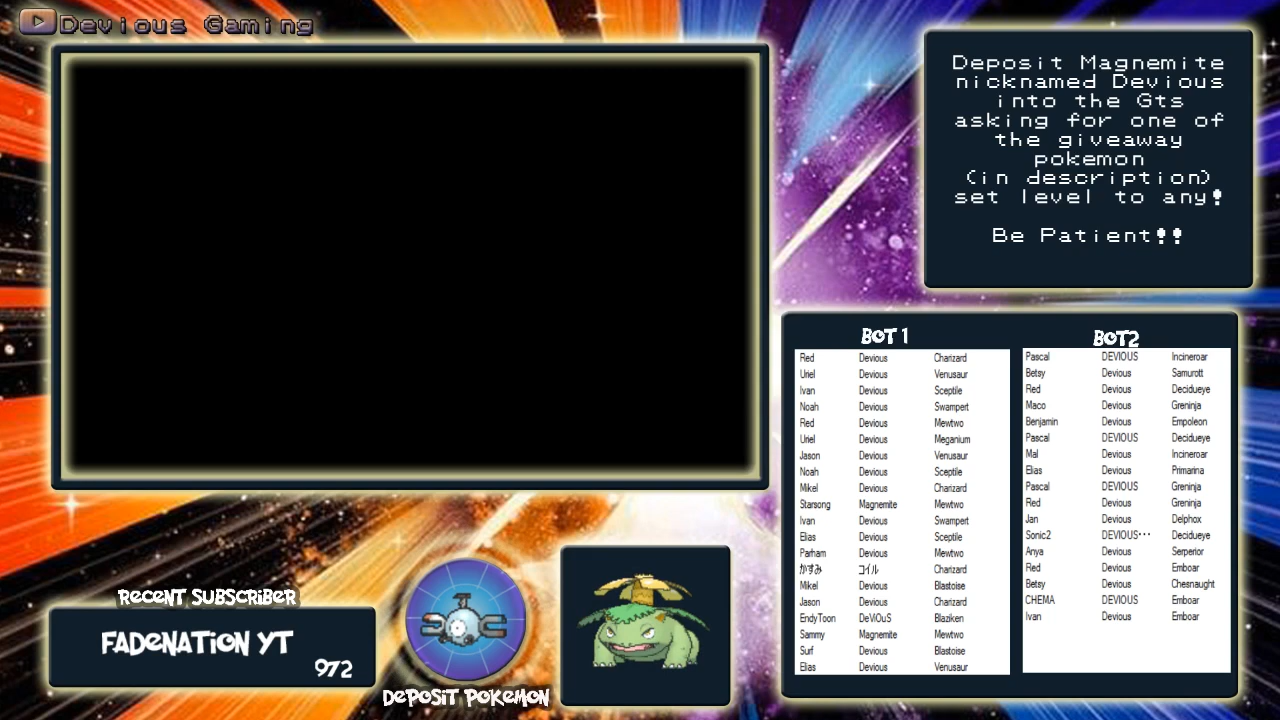 Devious Gaming
Deposit Magnemite
nicknamed Devious
into the Gts
asking for one of
the giveaway
pokemon
(in description)
set level to any!
Be Patient!!
BOT 1
Red Devious Charizard
Uriel Devious Venusaur
Ivan Devious Sceptile
Noah Devious Swampert
Red Devious Mewtwo
Uriel Devious Meganium
Jason Devious Venusaur
Noah Devious Sceptile
Mikel Devious Charizard
Starsong Magnemite Mewtwo
Ivan Devious Swampert
Elias Devious Sceptile
Parham Devious Mewtwo
かすみ コイル Charizard
Mikel Devious Blastoise
Jason Devious Charizard
EndyToon DeViOuS Blaziken
Sammy Magnemite Mewtwo
Surf Devious Blastoise
Elias Devious Venusaur
BOT2
Pascal DEVIOUS Incineroar
Betsy Devious Samurott
Red Devious Decidueye
Maco Devious Greninja
Benjamin Devious Empoleon
Pascal DEVIOUS Decidueye
Mal Devious Incineroar
Elias Devious Primarina
Pascal DEVIOUS Greninja
Red Devious Greninja
Jan Devious Delphox
Sonic2 DEVIOUS··· Decidueye
Anya Devious Serperior
Red Devious Emboar
Betsy Devious Chesnaught
CHEMA DEVIOUS Emboar
Ivan Devious Emboar
RECENT SUBSCRIBER
FADENATION YT
972
DEPOSIT POKEMON